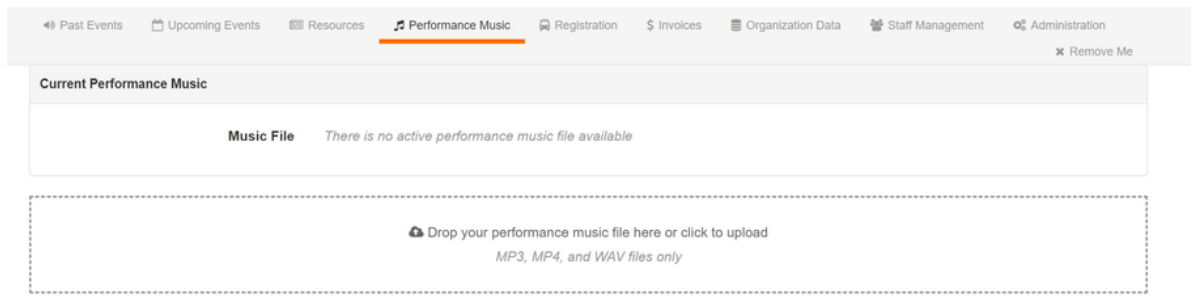 Past Events Upcoming Events Resources Performance Music Registration $ Invoices Organization Data Staff Management Administration
Remove Me
Current Performance Music
Music File There is no active performance music file available
Drop your performance music file here or click to upload
MP3, MP4, and WAV files only